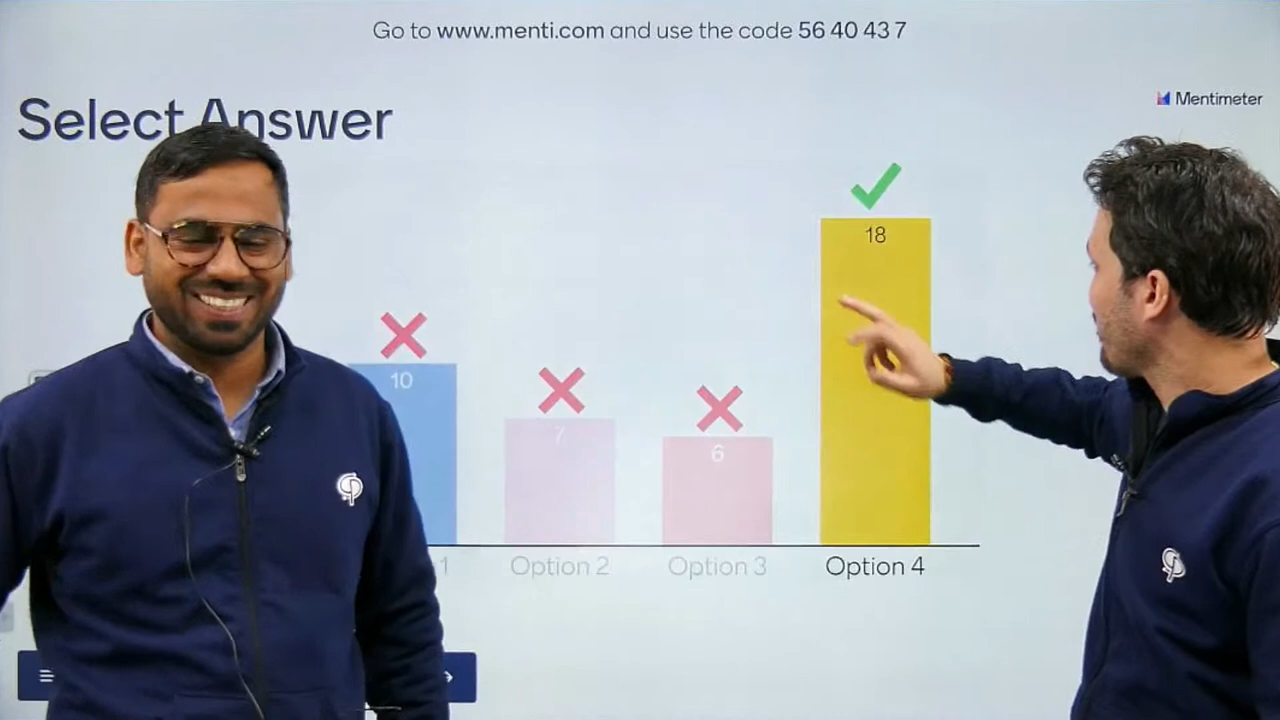 Go to www.menti.com and use the code 56 40 43 7
Mentimeter
Select Answer
18
10
7
6
1
Option 2
Option 3
Option 4